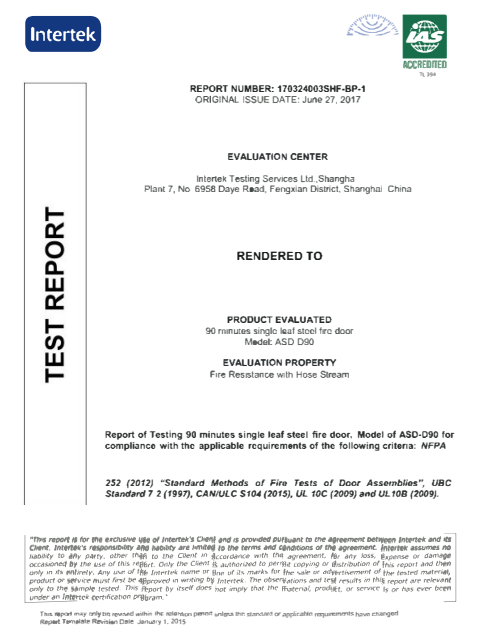 Intertek
IAS
ACCREDITED
TL 394
REPORT NUMBER: 170324003SHF-BP-1
ORIGINAL ISSUE DATE: June 27, 2017
EVALUATION CENTER
Intertek Testing Services Ltd.,Shangha
Plant 7, No 6958 Daye Road, Fengxian District, Shanghai China
TEST REPORT
RENDERED TO
PRODUCT EVALUATED
90 minutes single leaf steel fire door
Model: ASD D90
EVALUATION PROPERTY
Fire Resistance with Hose Stream
Report of Testing 90 minutes single leaf steel fire door, Model of ASD-D90 for
compliance with the applicable requirements of the following criteria: NFPA
252 (2012) "Standard Methods of Fire Tests of Door Assemblies", UBC
Standard 7 2 (1997), CAN/ULC S104 (2015), UL 10C (2009) and UL10B (2009).
"This report is for the exclusive use of Intertek's Client and is provided pursuant to the agreement between Intertek and its
Client. Intertek's responsibility and liability are limited to the terms and conditions of the agreement. Intertek assumes no
liability to any party, other than to the Client in accordance with the agreement, for any loss, expense or damage
occasioned by the use of this report. Only the Client is authorized to permit copying or distribution of this report and then
only in its entirely. Any use of the Intertek name or one of its marks for the sale or advertisement of the tested material,
product or service must first be approved in writing by Intertek. The observations and test results in this report are relevant
only to the sample tested. This report by itself does not imply that the material, product, or service is or has ever been
under an Intertek certification program."
This report may only be revised within the retention period unless the standard or applicable requirements have changed
Report Template Revision Date January 1, 2015